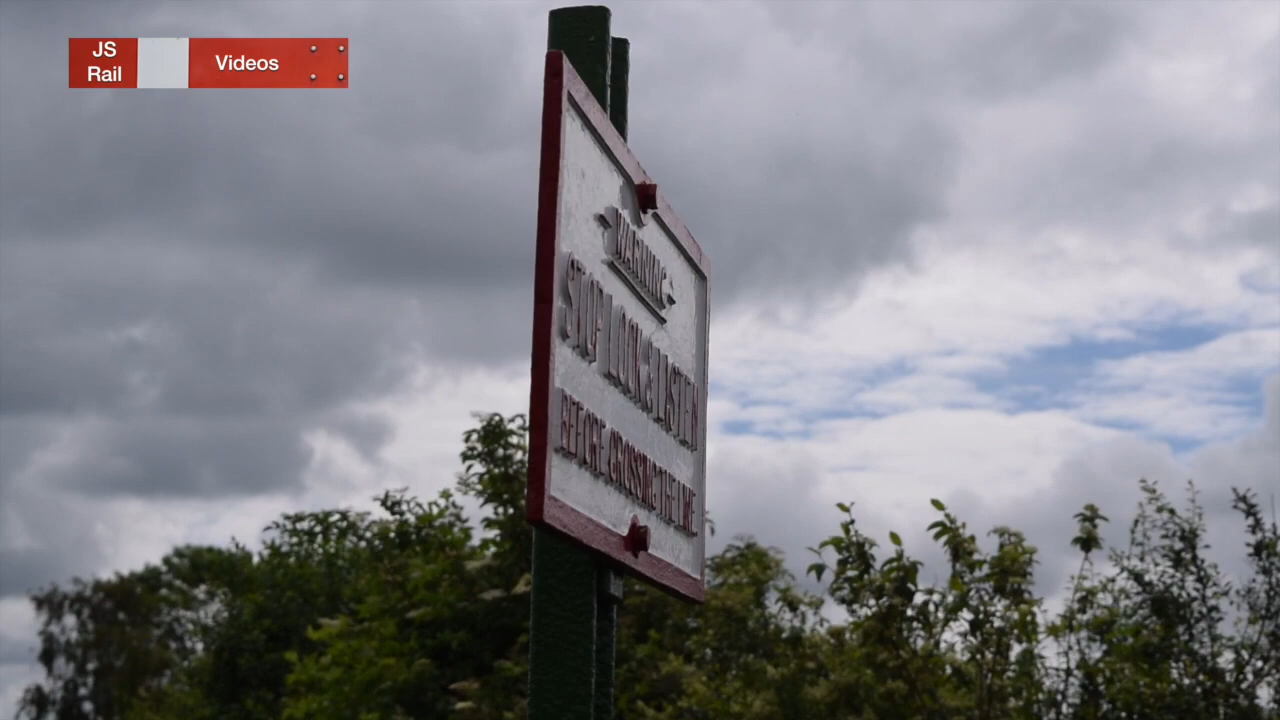 JS
Rail
Videos
WARNING
STOP LOOK & LISTEN
BEFORE CROSSING THE LINE